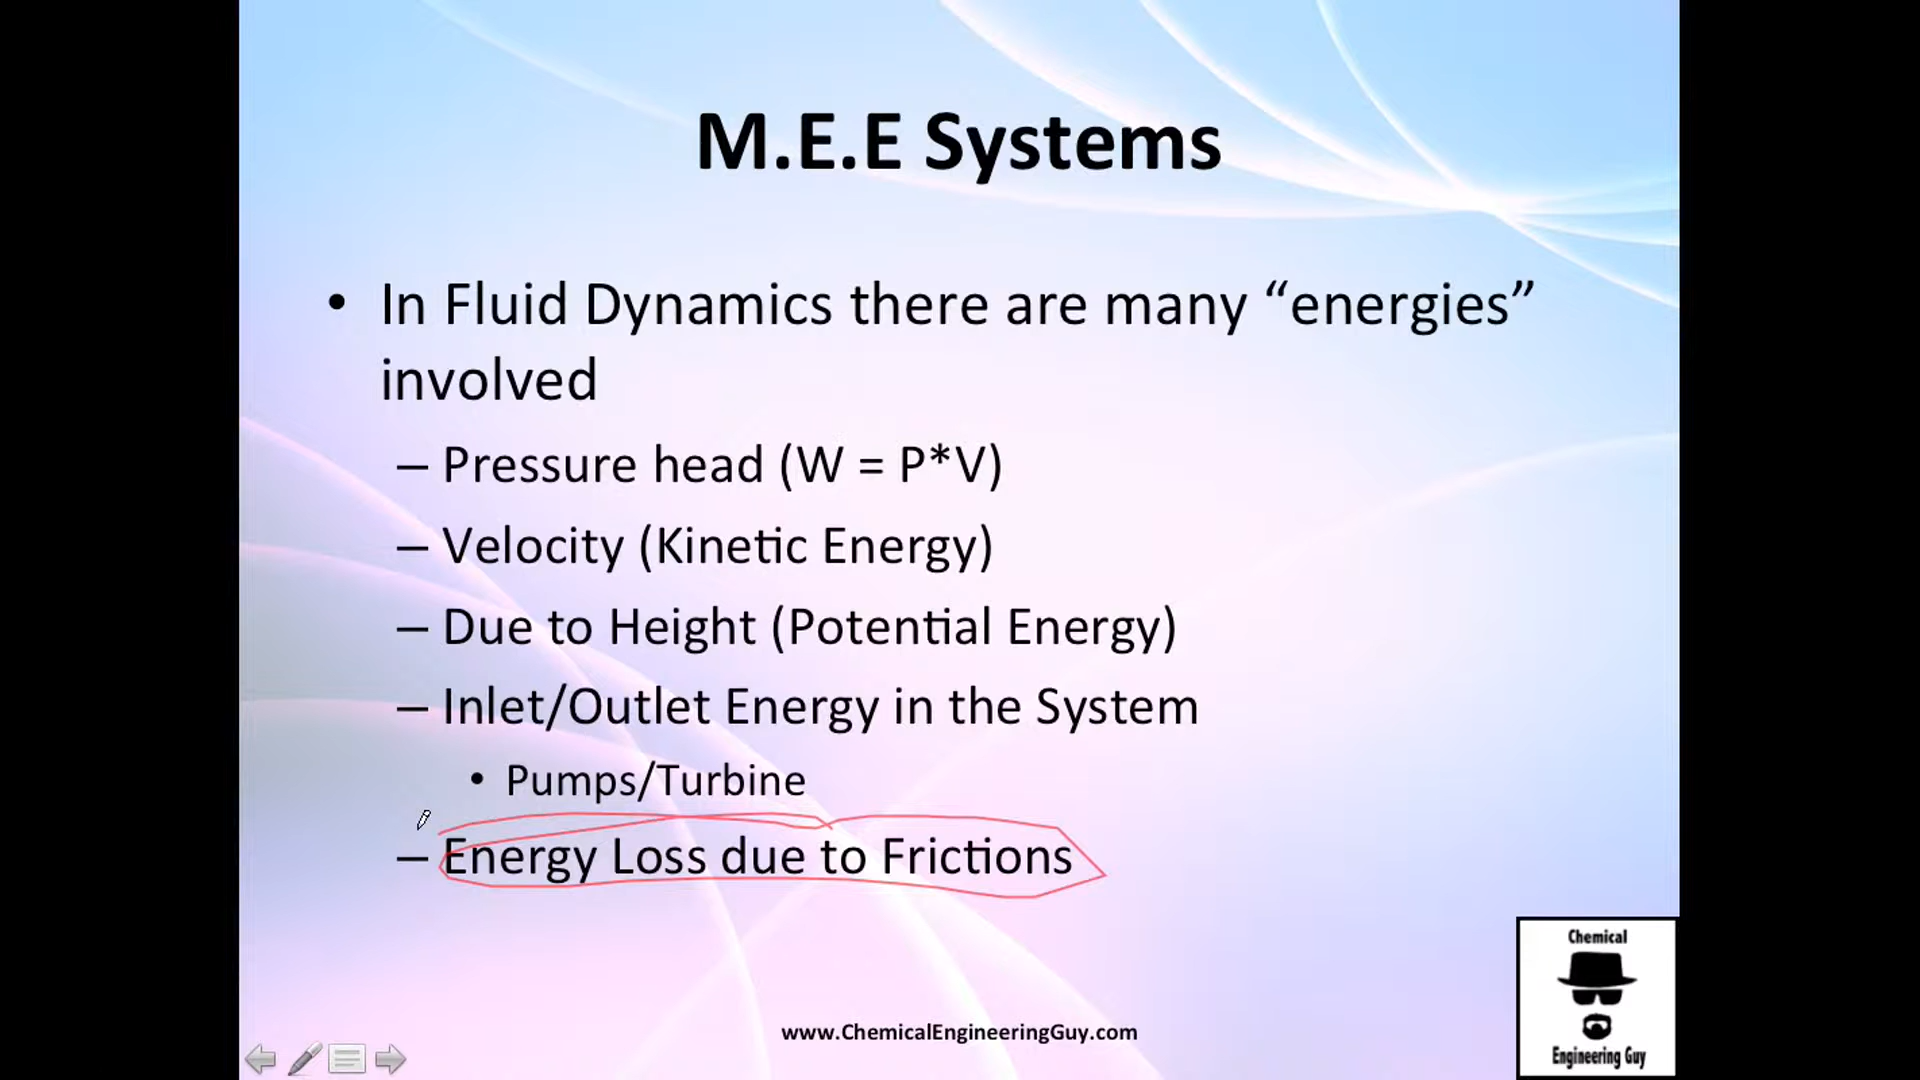 M.E.E Systems
• In Fluid Dynamics there are many “energies”
involved
– Pressure head (W = P*V)
– Velocity (Kinetic Energy)
– Due to Height (Potential Energy)
– Inlet/Outlet Energy in the System
• Pumps/Turbine
– Energy Loss due to Frictions
www.ChemicalEngineeringGuy.com
Chemical
Engineering Guy